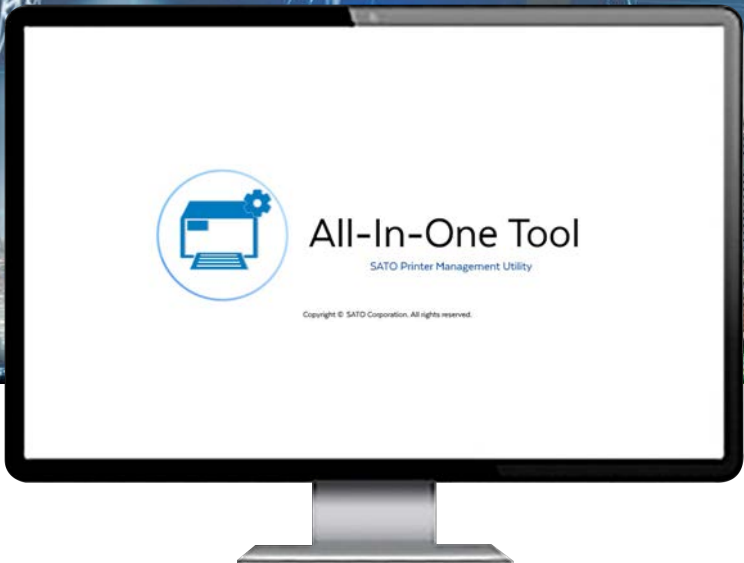 All-In-One Tool
SATO Printer Management Utility
Copyright © SATO Corporation. All rights reserved.